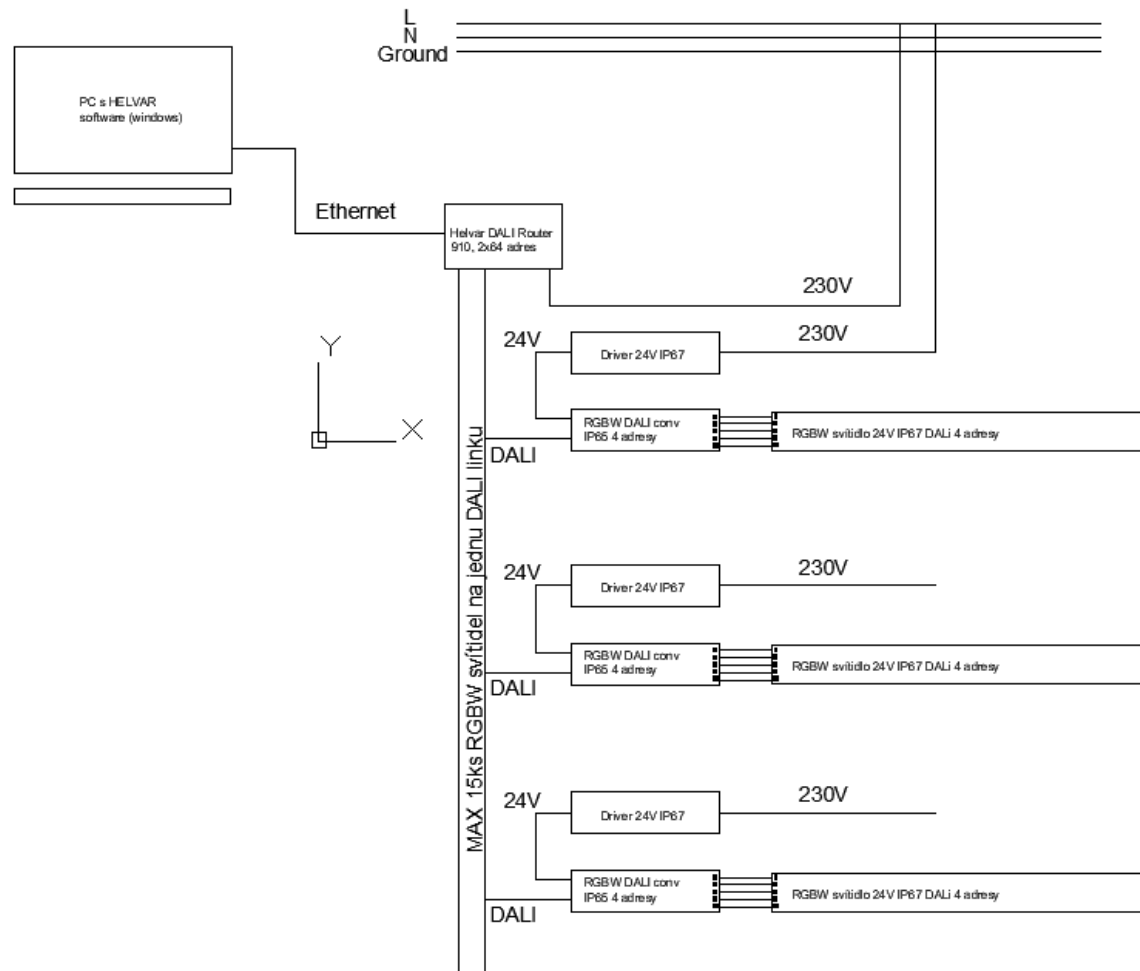 L
N
Ground
PC s HELVAR
software (windows)
Ethernet
Helvar DALI Router
910, 2x64 adres
230V
24V
Driver 24V IP67
230V
Y
X
RGBW DALI conv
IP65 4 adresy
RGBW svítidlo 24V IP67 DALi 4 adresy
DALI
MAX 15ks RGBW svítidel na jednu DALI linku
24V
Driver 24V IP67
230V
RGBW DALI conv
IP65 4 adresy
RGBW svítidlo 24V IP67 DALi 4 adresy
DALI
24V
Driver 24V IP67
230V
RGBW DALI conv
IP65 4 adresy
RGBW svítidlo 24V IP67 DALi 4 adresy
DALI